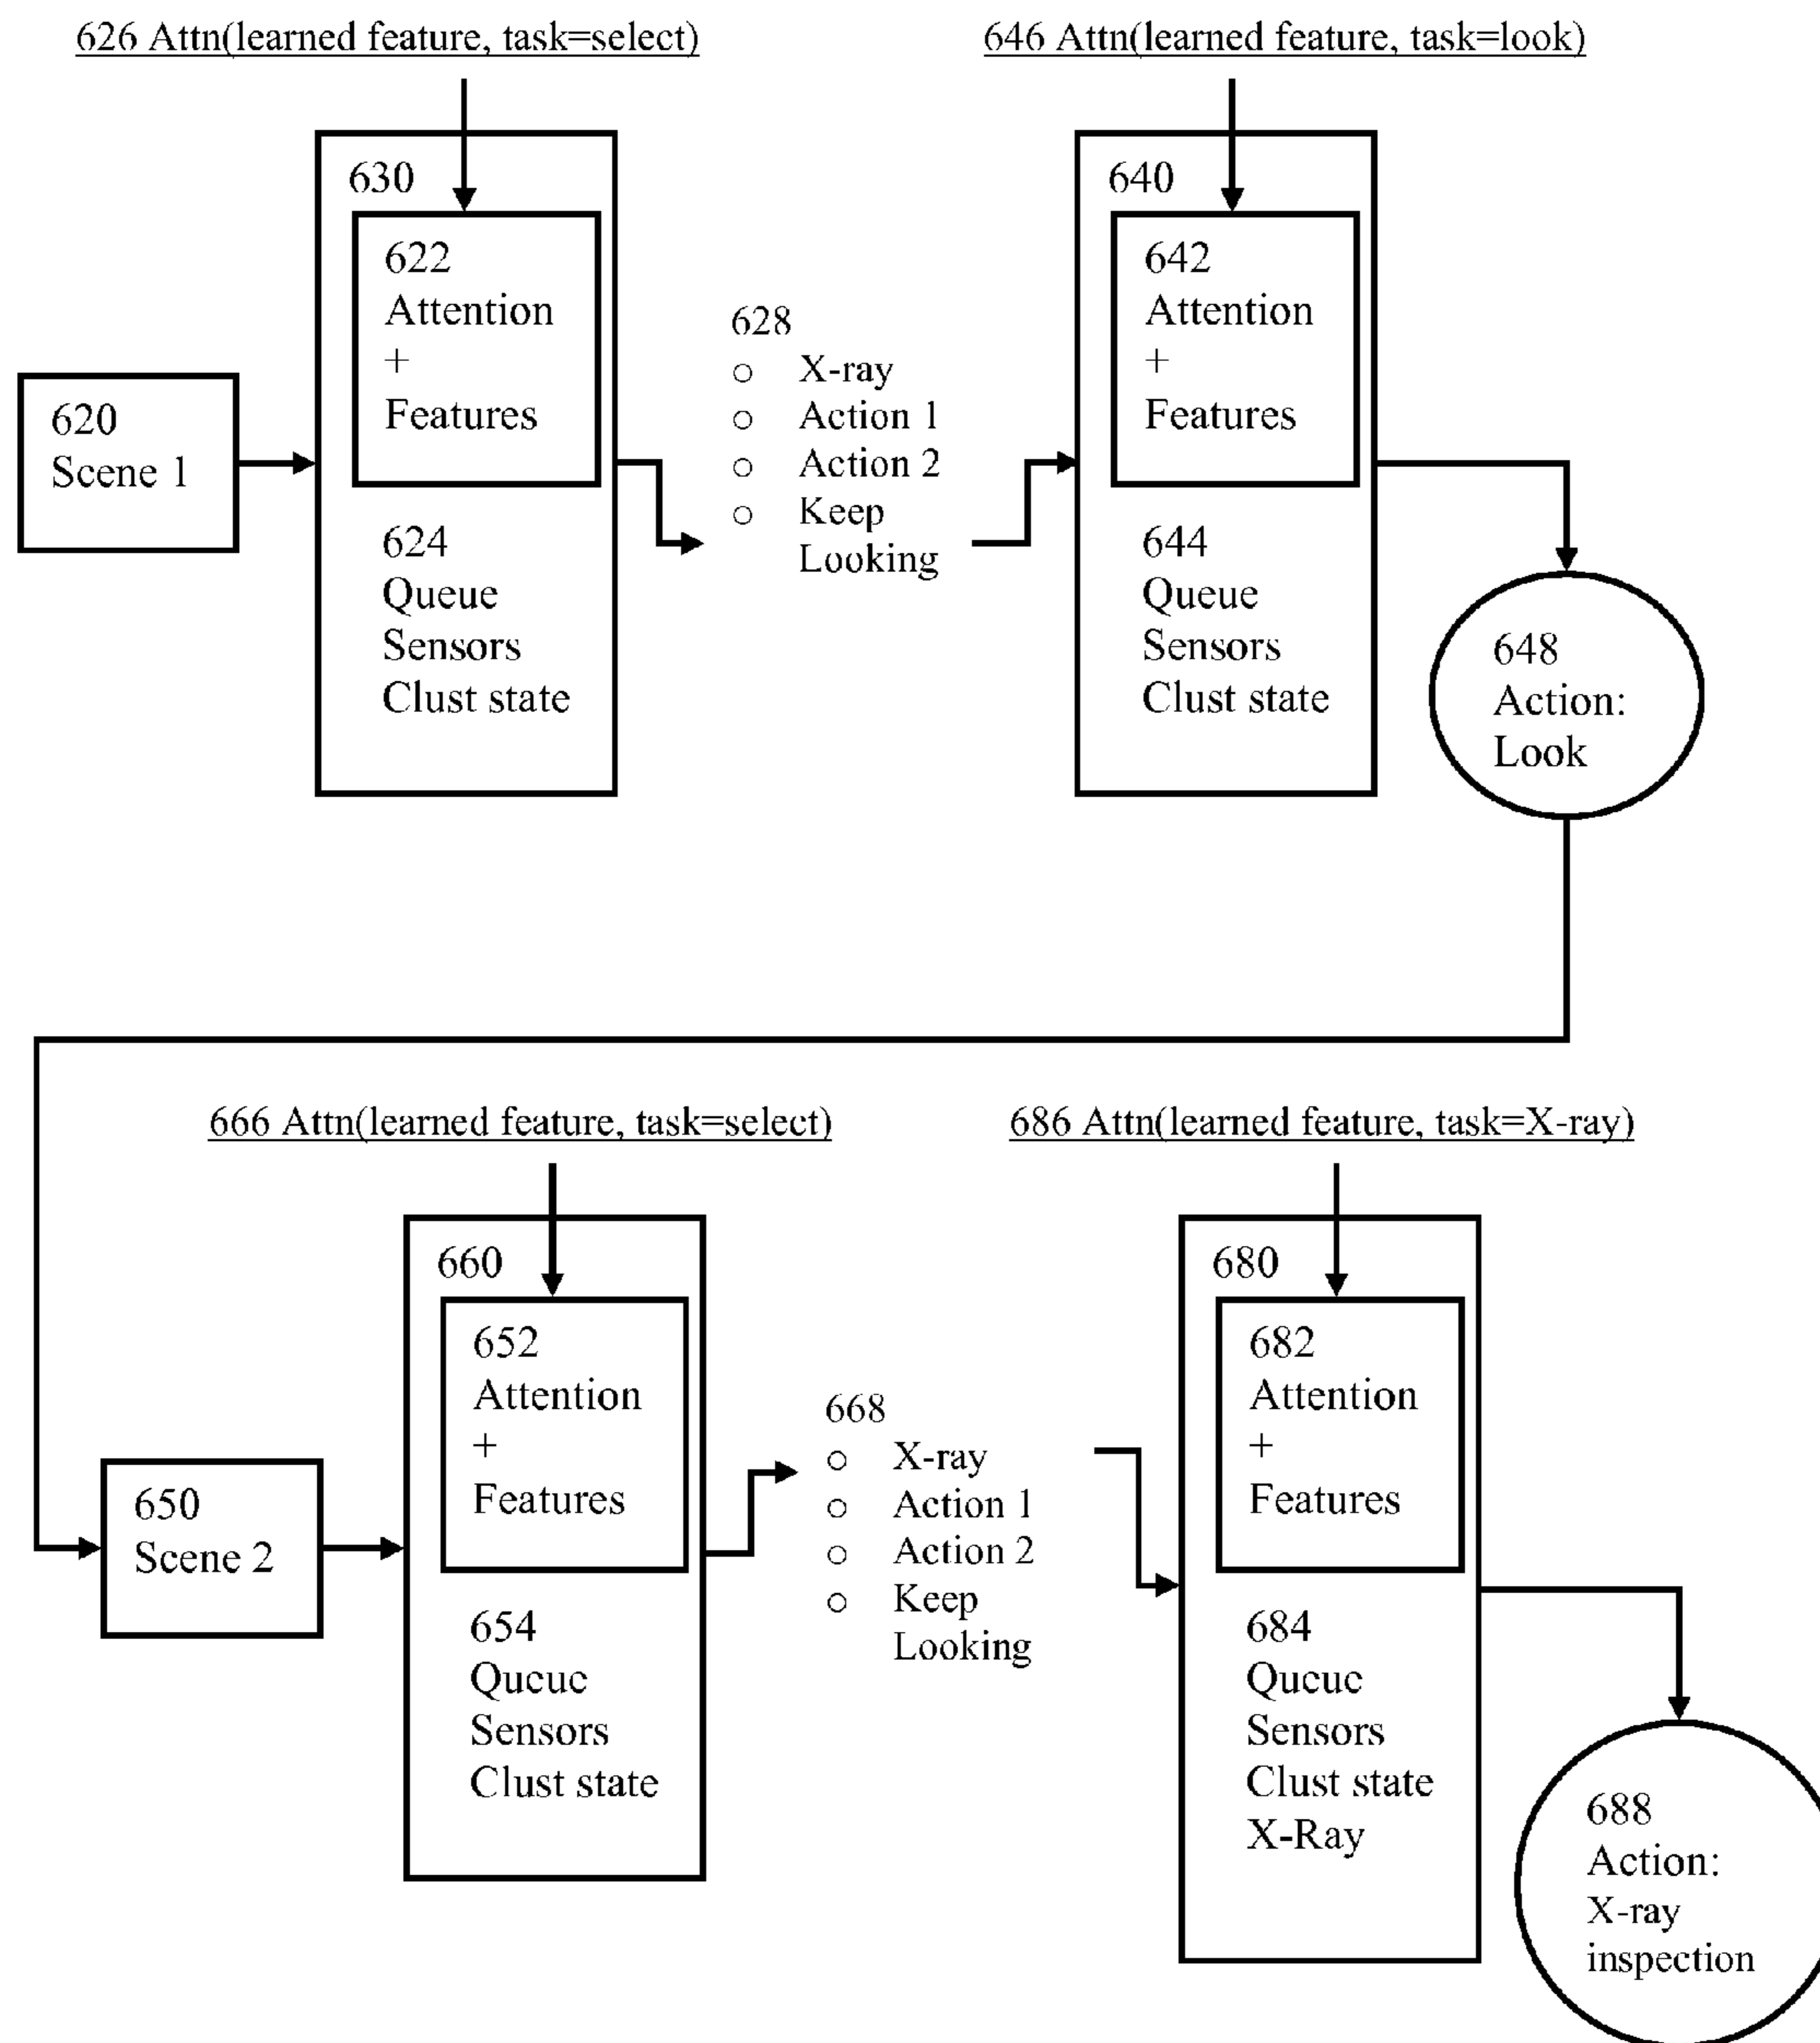 626 Attn(learned feature, task=select)
646 Attn(learned feature, task=look)
630
622
Attention
+
Features
624
Queue
Sensors
Clust state
620
Scene 1
628
○ X-ray
○ Action 1
○ Action 2
○ Keep
Looking
640
642
Attention
+
Features
644
Queue
Sensors
Clust state
648
Action:
Look
666 Attn(learned feature, task=select)
686 Attn(learned feature, task=X-ray)
650
Scene 2
660
652
Attention
+
Features
654
Queue
Sensors
Clust state
668
○ X-ray
○ Action 1
○ Action 2
○ Keep
Looking
680
682
Attention
+
Features
684
Queue
Sensors
Clust state
X-Ray
688
Action:
X-ray
inspection